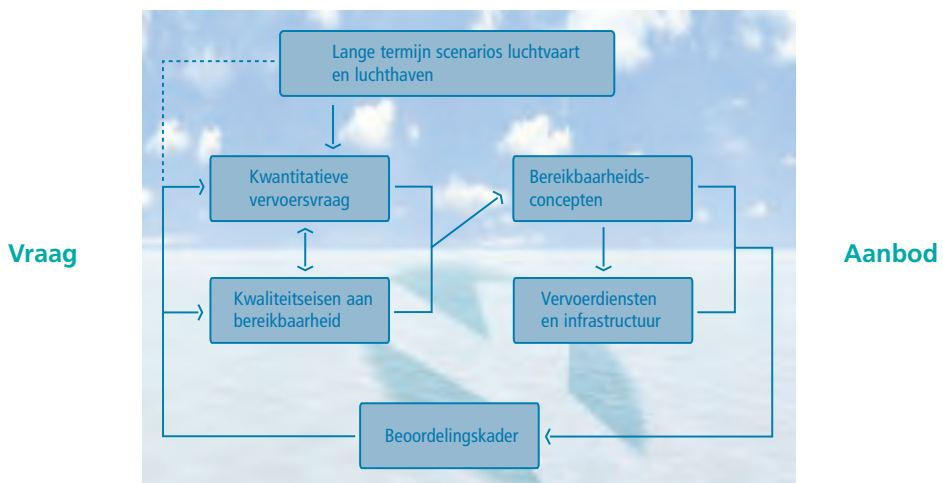 Lange termijn scenarios luchtvaart
en luchthaven
Kwantitatieve
vervoersvraag
Bereikbaarheids-
concepten
Vraag
Aanbod
Kwaliteitseisen aan
bereikbaarheid
Vervoerdiensten
en infrastructuur
Beoordelingskader